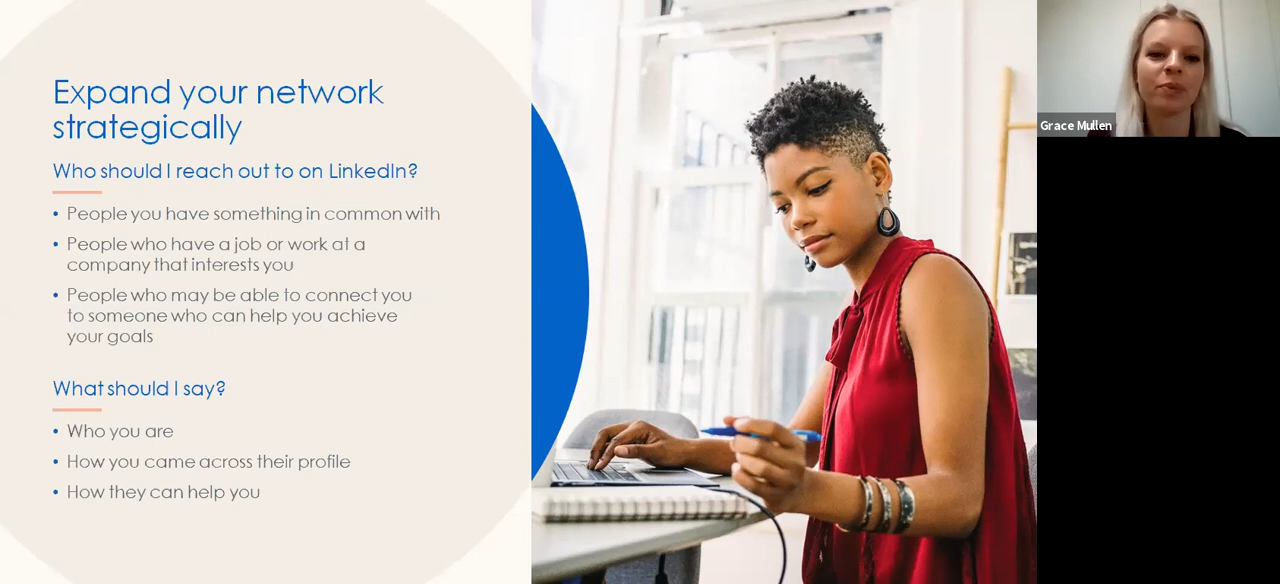 Expand your network
strategically
Who should I reach out to on LinkedIn?
• People you have something in common with
• People who have a job or work at a
company that interests you
• People who may be able to connect you
to someone who can help you achieve
your goals
What should I say?
• Who you are
• How you came across their profile
• How they can help you
Grace Mullen